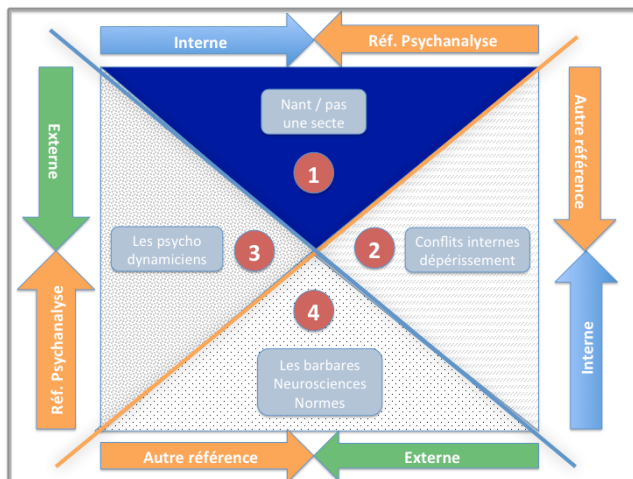 Interne
Réf. Psychanalyse
Externe
Autre référence
Nant / pas
une secte
1
Les psycho
dynamiciens
3
2
Conflits internes
dépérissement
4
Les barbares
Neurosciences
Normes
Réf. Psychanalyse
Interne
Autre référence
Externe